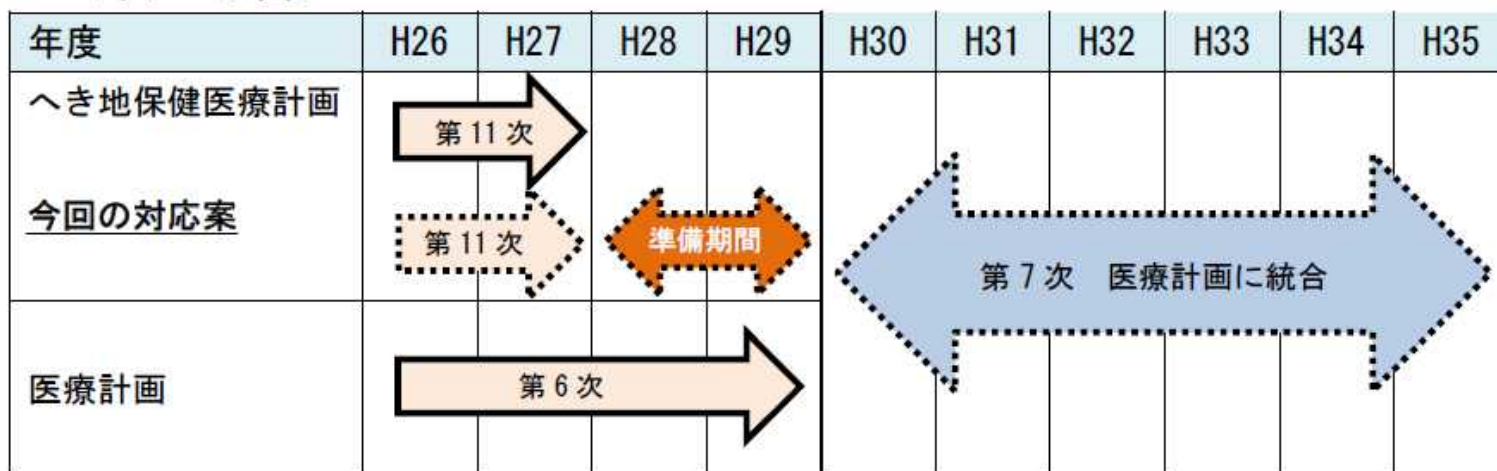 年度 H26 H27 H28 H29 H30 H31 H32 H33 H34 H35
へき地保健医療計画
第 11 次
今回の対応案
第 11 次
準備期間
第 7 次　医療計画に統合
医療計画
第 6 次